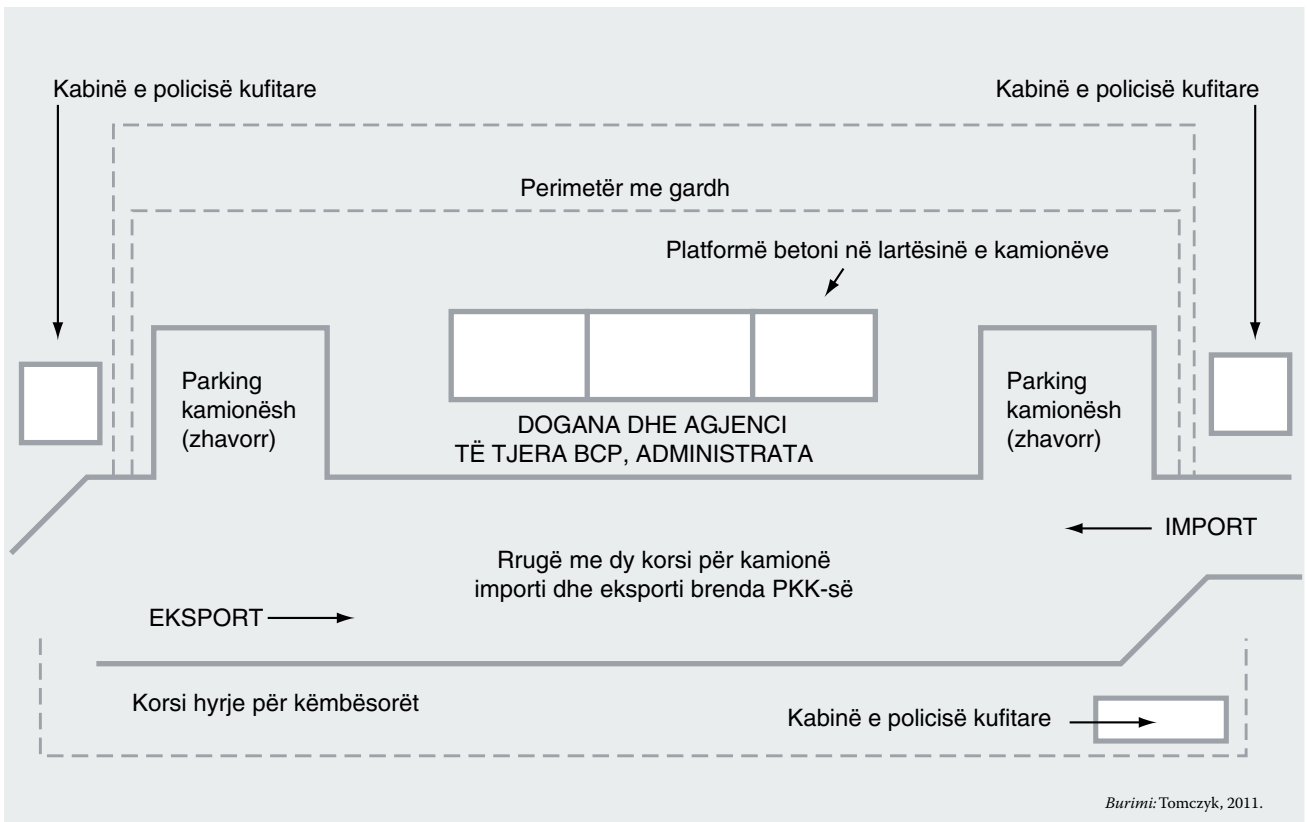 Kabinë e policisë kufitare
Kabinë e policisë kufitare
Perimetër me gardh
Platformë betoni në lartësinë e kamionëve
Parking
kamionësh
(zhavorr)
DOGANA DHE AGJENCI
TË TJERA BCP, ADMINISTRATA
Parking
kamionësh
(zhavorr)
IMPORT
Rrugë me dy korsi për kamionë
importi dhe eksporti brenda PKK-së
EKSPORT
Korsi hyrje për këmbësorët
Kabinë e policisë kufitare
Burimi: Tomczyk, 2011.